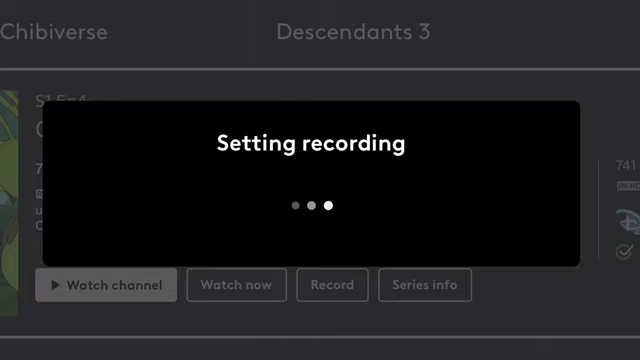 Chibiverse
Descendants 3
S1 Ep4
Setting recording
741
Watch channel
Watch now
Record
Series info